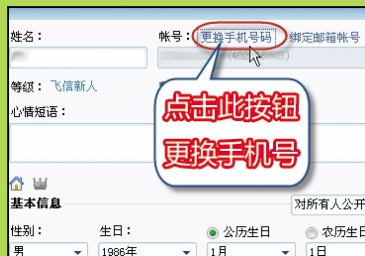 姓名： 帐号： 更换手机号码 绑定邮箱帐号
等级： 飞信新人
点击此按钮
心情短语：
更换手机号
基本信息 对所有人公开
性别： 生日： 公历生日 农历生日
男 1986年 1月 1日